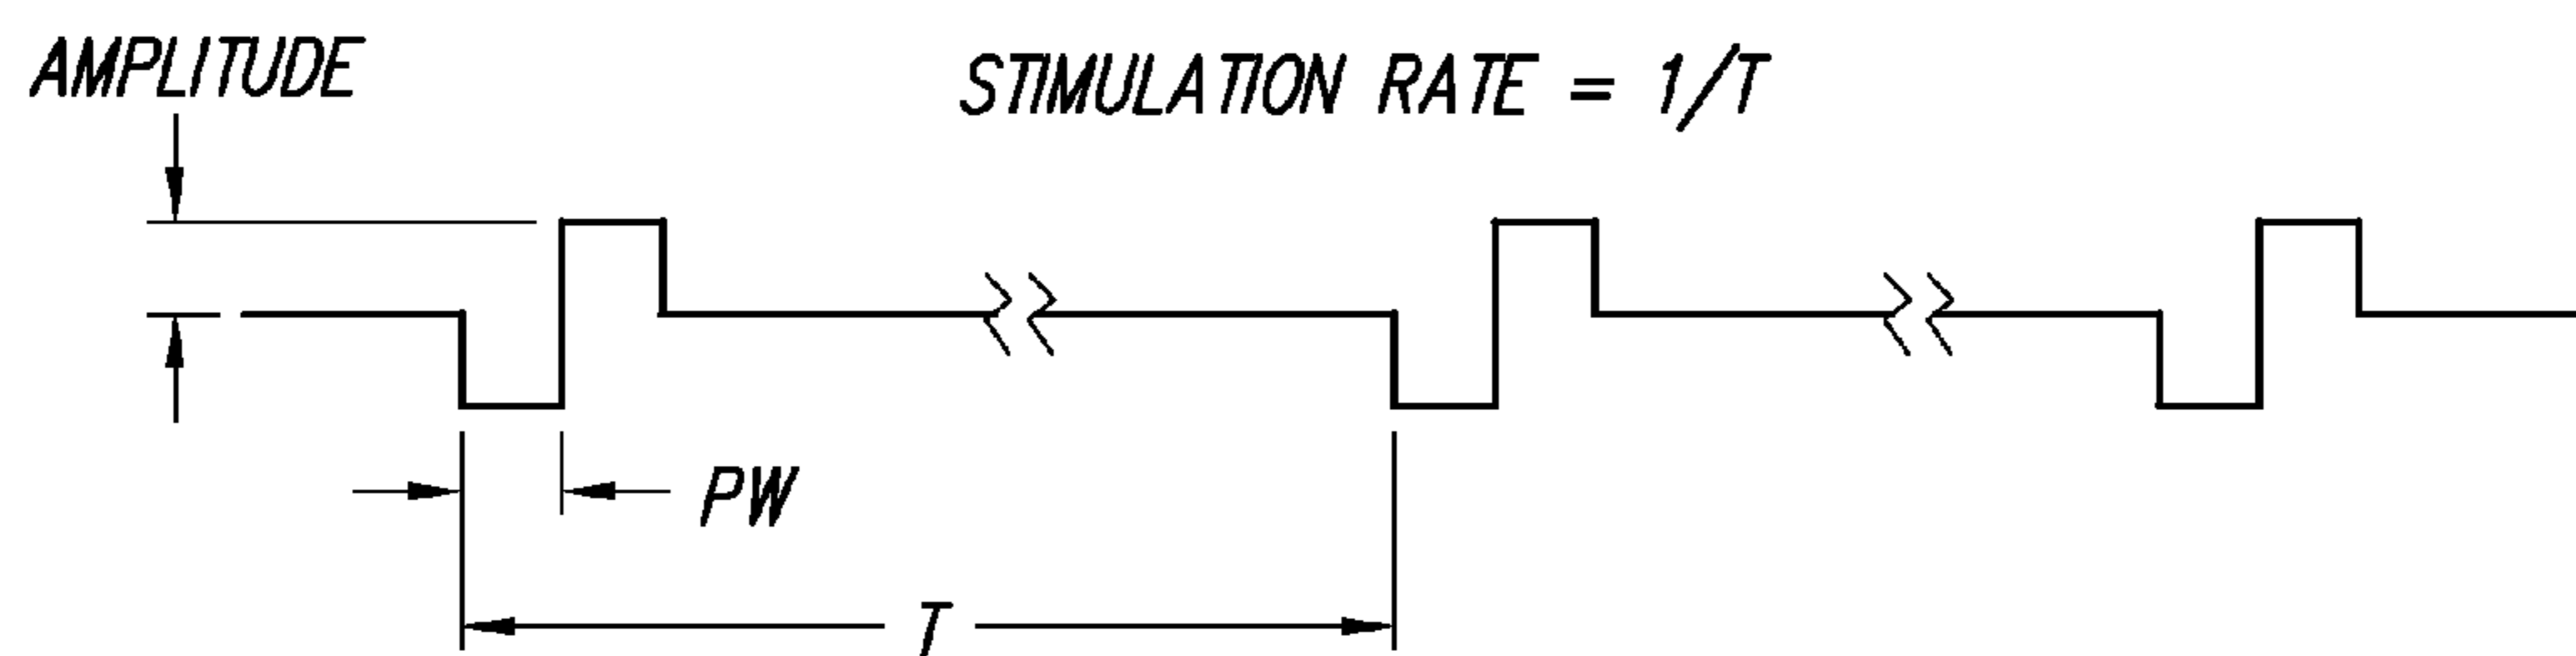 AMPLITUDE
STIMULATION RATE = 1/T
PW
T